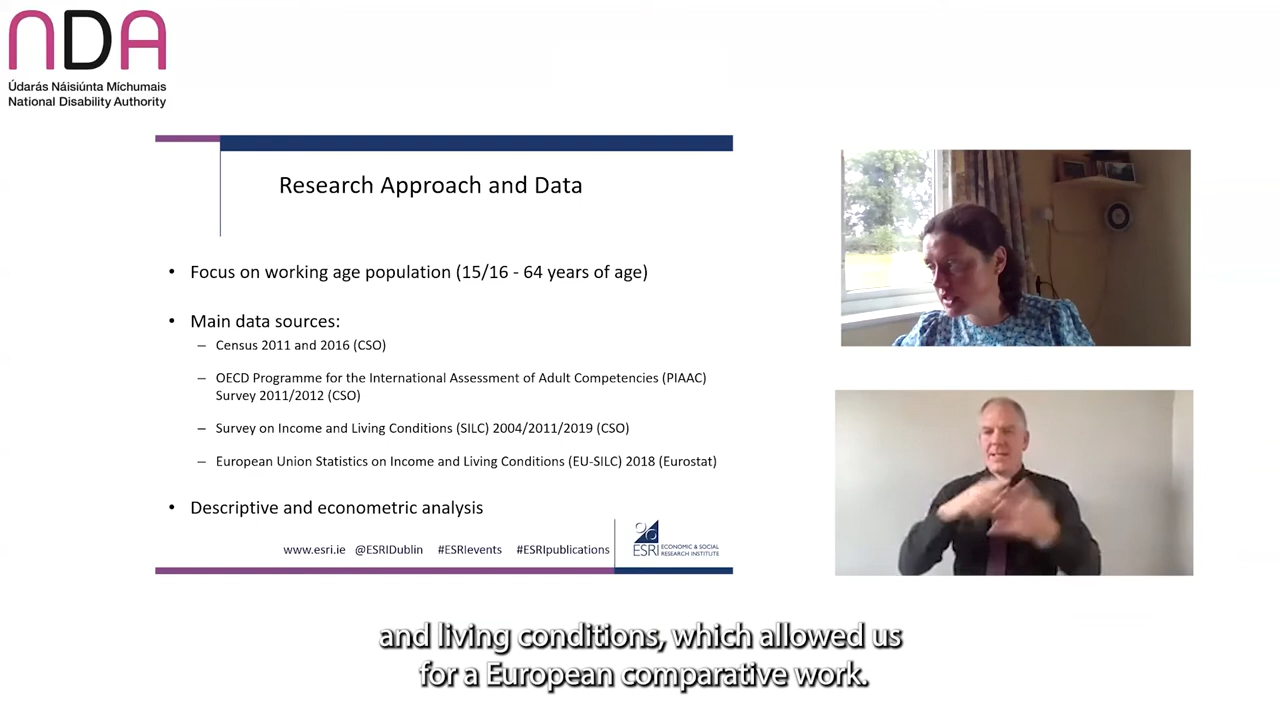 NDA
Údarás Náisiúnta Míchumais
National Disability Authority
Research Approach and Data
• Focus on working age population (15/16 - 64 years of age)
• Main data sources:
– Census 2011 and 2016 (CSO)
– OECD Programme for the International Assessment of Adult Competencies (PIAAC)
Survey 2011/2012 (CSO)
– Survey on Income and Living Conditions (SILC) 2004/2011/2019 (CSO)
– European Union Statistics on Income and Living Conditions (EU-SILC) 2018 (Eurostat)
• Descriptive and econometric analysis
www.esri.ie @ESRIDublin #ESRIevents #ESRIpublications
ESRI ECONOMIC & SOCIAL
RESEARCH INSTITUTE
and living conditions, which allowed us
for a European comparative work.